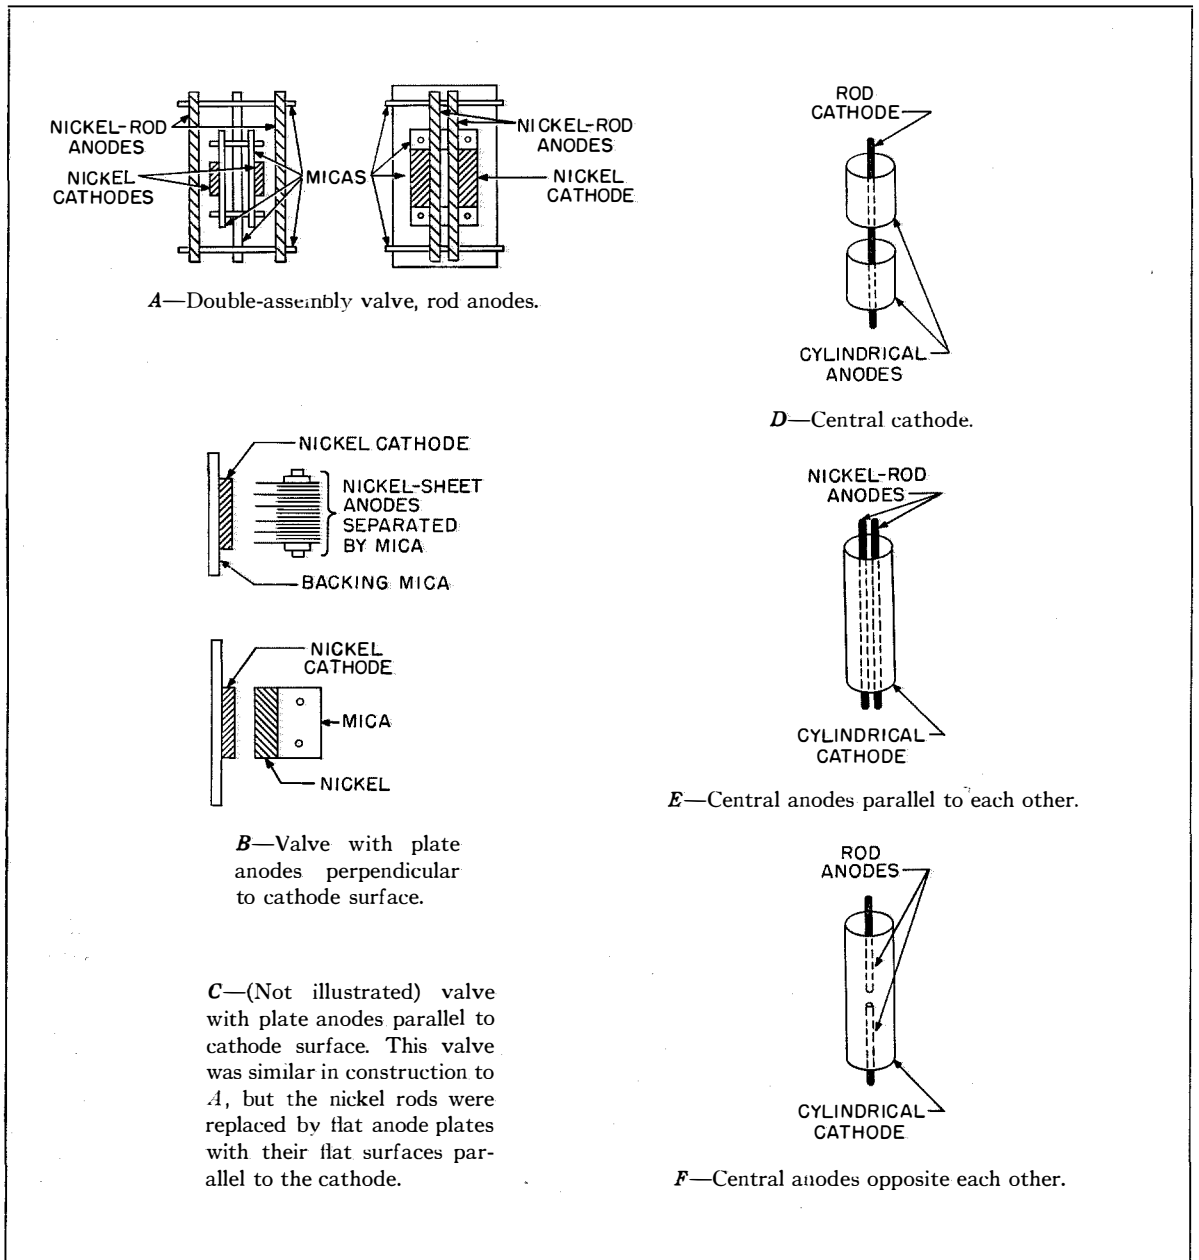 NICKEL-ROD
ANODES
NICKEL
CATHODES
MICAS
NICKEL-ROD
ANODES
NICKEL
CATHODE
A—Double-assembly valve, rod anodes.
NICKEL CATHODE
NICKEL-SHEET
ANODES
SEPARATED
BY MICA
BACKING MICA
NICKEL
CATHODE
MICA
NICKEL
B—Valve with plate
anodes perpendicular
to cathode surface.
C—(Not illustrated) valve
with plate anodes parallel to
cathode surface. This valve
was similar in construction to
A, but the nickel rods were
replaced by flat anode plates
with their flat surfaces par-
allel to the cathode.
ROD
CATHODE
CYLINDRICAL
ANODES
D—Central cathode.
NICKEL-ROD
ANODES
CYLINDRICAL
CATHODE
E—Central anodes parallel to each other.
ROD
ANODES
CYLINDRICAL
CATHODE
F—Central anodes opposite each other.